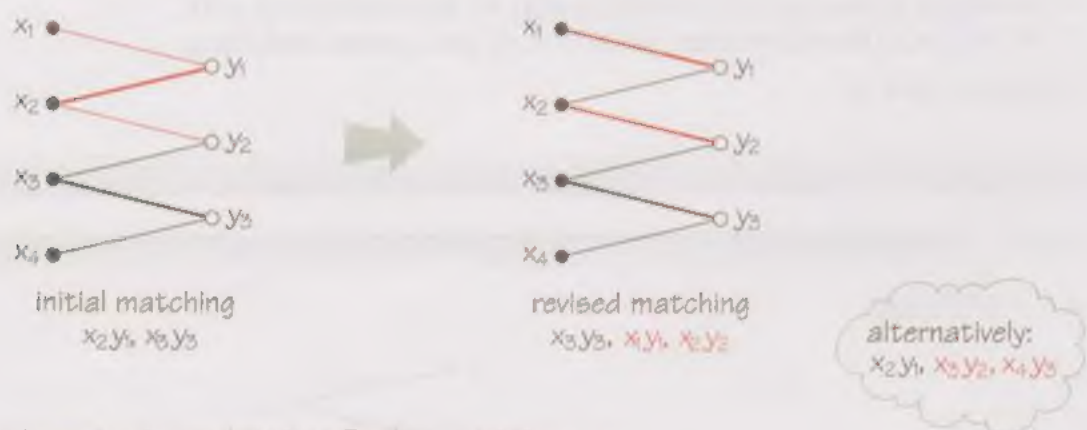 x₁
y₁
x₂
y₂
x₃
y₃
x₄
initial matching
x₂y₁, x₃y₃
x₁
y₁
x₂
y₂
x₃
y₃
x₄
revised matching
x₃y₃, x₁y₁, x₂y₂
alternatively:
x₂y₁, x₃y₂, x₄y₃